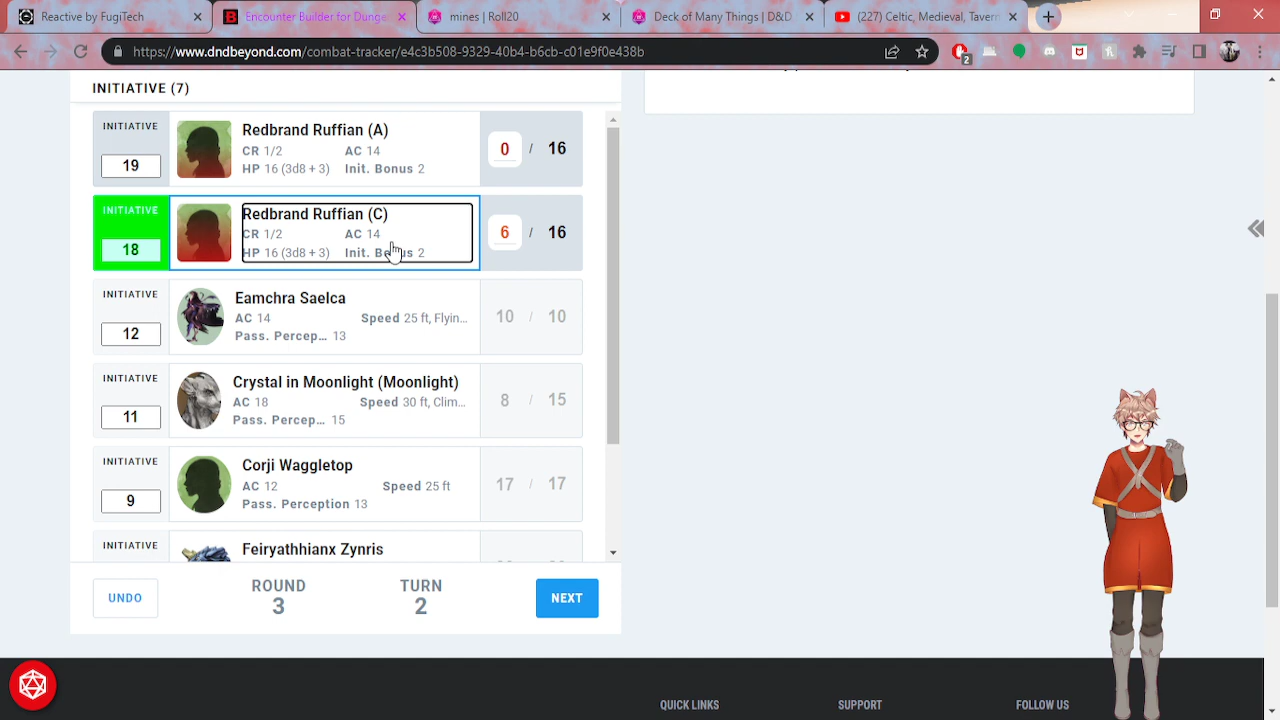 Reactive by FugiTech
Encounter Builder for Dunge
mines | Roll20
Deck of Many Things | D&D
(227) Celtic, Medieval, Tavern
https://www.dndbeyond.com/combat-tracker/e4c3b508-9329-40b4-b6cb-c01e9f0e438b
2
INITIATIVE (7)
INITIATIVE
19
Redbrand Ruffian (A)
CR 1/2 AC 14
HP 16 (3d8 + 3) Init. Bonus 2
0 / 16
INITIATIVE
18
Redbrand Ruffian (C)
CR 1/2 AC 14
HP 16 (3d8 + 3) Init. Bonus 2
6 / 16
INITIATIVE
12
Eamchra Saelca
AC 14 Speed 25 ft, Flyin...
Pass. Percep... 13
10 / 10
INITIATIVE
11
Crystal in Moonlight (Moonlight)
AC 18 Speed 30 ft, Clim...
Pass. Percep... 15
8 / 15
INITIATIVE
9
Corji Waggletop
AC 12 Speed 25 ft
Pass. Perception 13
17 / 17
INITIATIVE
Feiryathhianx Zynris
UNDO
ROUND
3
TURN
2
NEXT
QUICK LINKS
SUPPORT
FOLLOW US